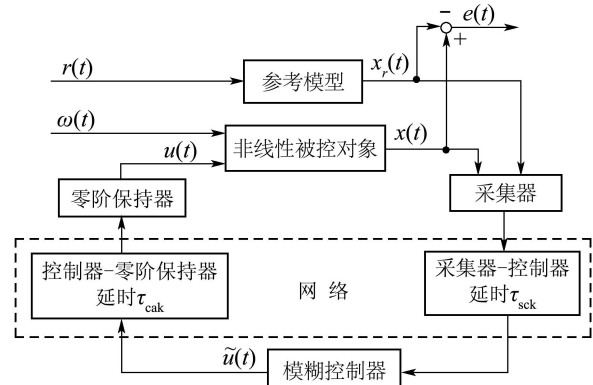 − e(t)
+
r(t) 参考模型 x_r(t)
ω(t)
u(t) 非线性被控对象 x(t)
零阶保持器 采集器
控制器-零阶保持器
延时τ_cak
网 络
采集器-控制器
延时τ_sck
ũ(t) 模糊控制器